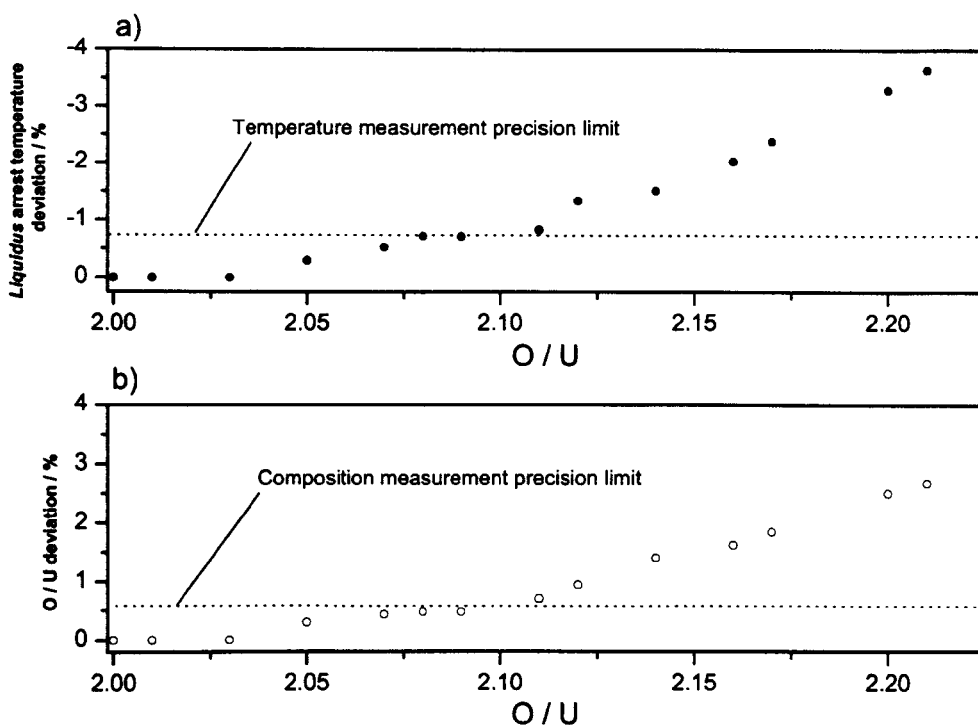 a)
Liquidus arrest temperature
deviation / %
-4
-3
-2
-1
0
Temperature measurement precision limit
2.00 2.05 2.10 2.15 2.20
O / U
b)
O / U deviation / %
4
3
2
1
0
Composition measurement precision limit
2.00 2.05 2.10 2.15 2.20
O / U